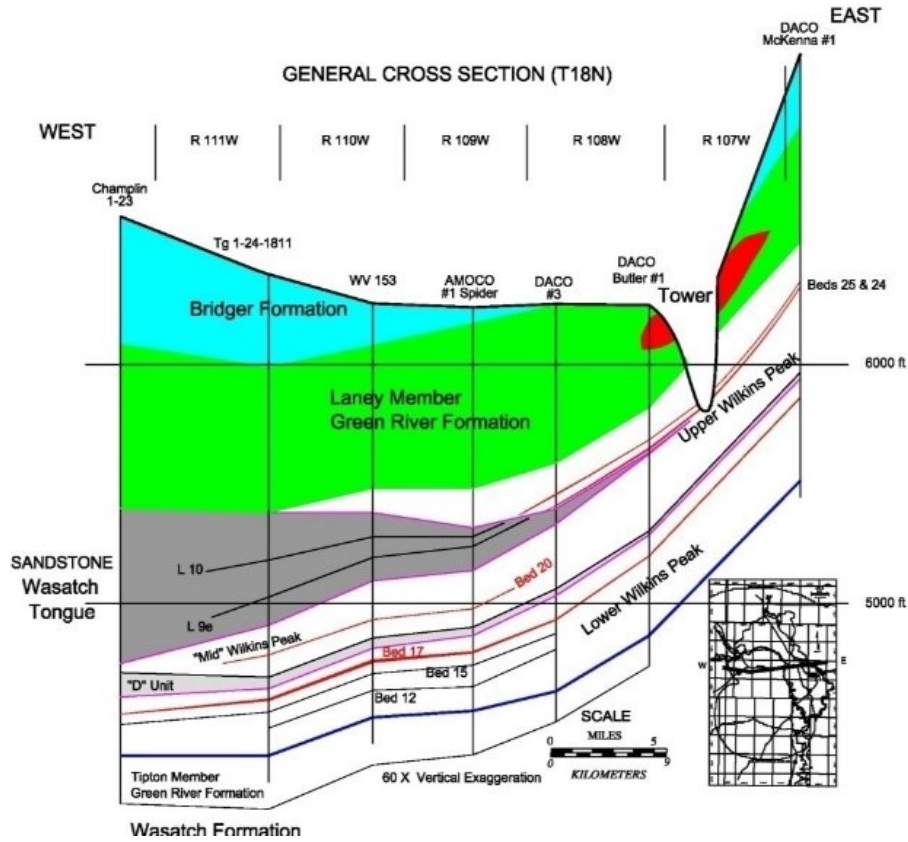 EAST
DACO
McKenna #1
GENERAL CROSS SECTION (T18N)
WEST
R 111W
R 110W
R 109W
R 108W
R 107W
Champlin
1-23
Tg 1-24-1811
WV 153
AMOCO
#1 Spider
DACO
#3
DACO
Butler #1
Tower
Beds 25 & 24
Bridger Formation
6000 ft
Laney Member
Green River Formation
Upper Wilkins Peak
SANDSTONE
Wasatch
Tongue
L 10
L 9e
Bed 20
5000 ft
"Mid" Wilkins Peak
Lower Wilkins Peak
Bed 17
"D" Unit
Bed 15
Bed 12
W
E
SCALE
MILES
0
5
0
9
KILOMETERS
60 X Vertical Exaggeration
Tipton Member
Green River Formation
Wasatch Formation